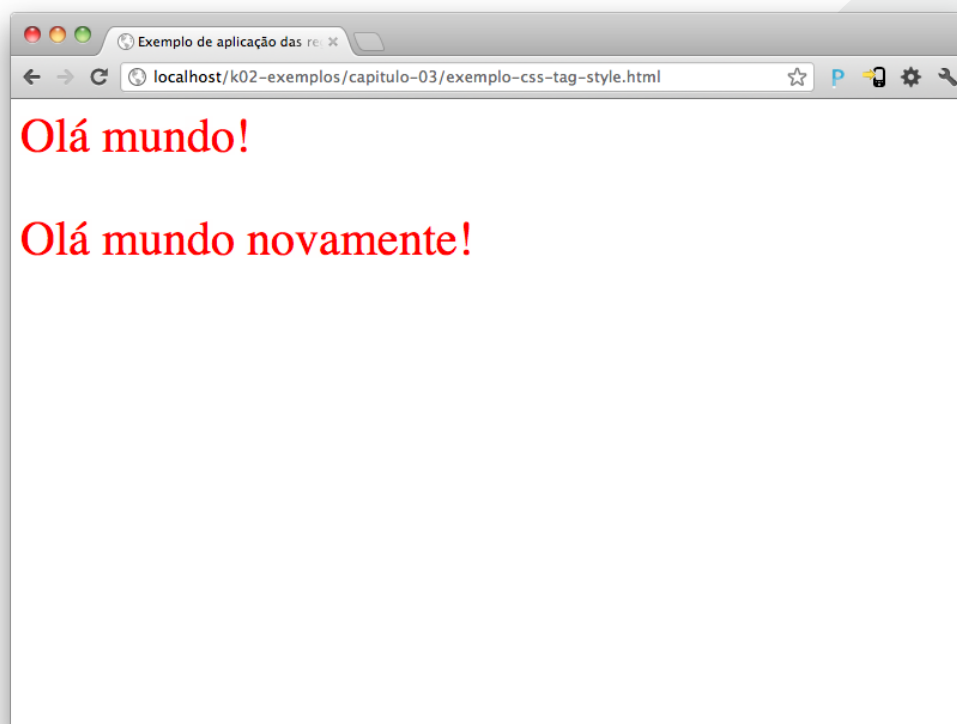 Exemplo de aplicação das re
localhost/k02-exemplos/capitulo-03/exemplo-css-tag-style.html
P
Olá mundo!
Olá mundo novamente!